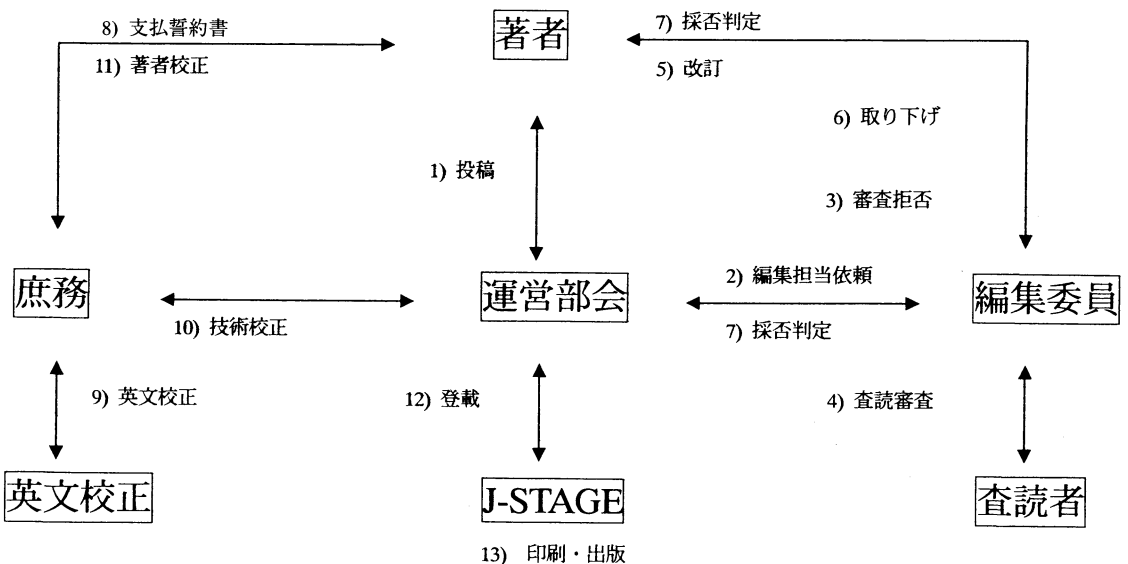 8) 支払誓約書
著者
7) 採否判定
11) 著者校正
5) 改訂
6) 取り下げ
1) 投稿
3) 審査拒否
庶務
運営部会
2) 編集担当依頼
編集委員
10) 技術校正
7) 採否判定
9) 英文校正
12) 登載
4) 査読審査
英文校正
J-STAGE
査読者
13) 印刷・出版